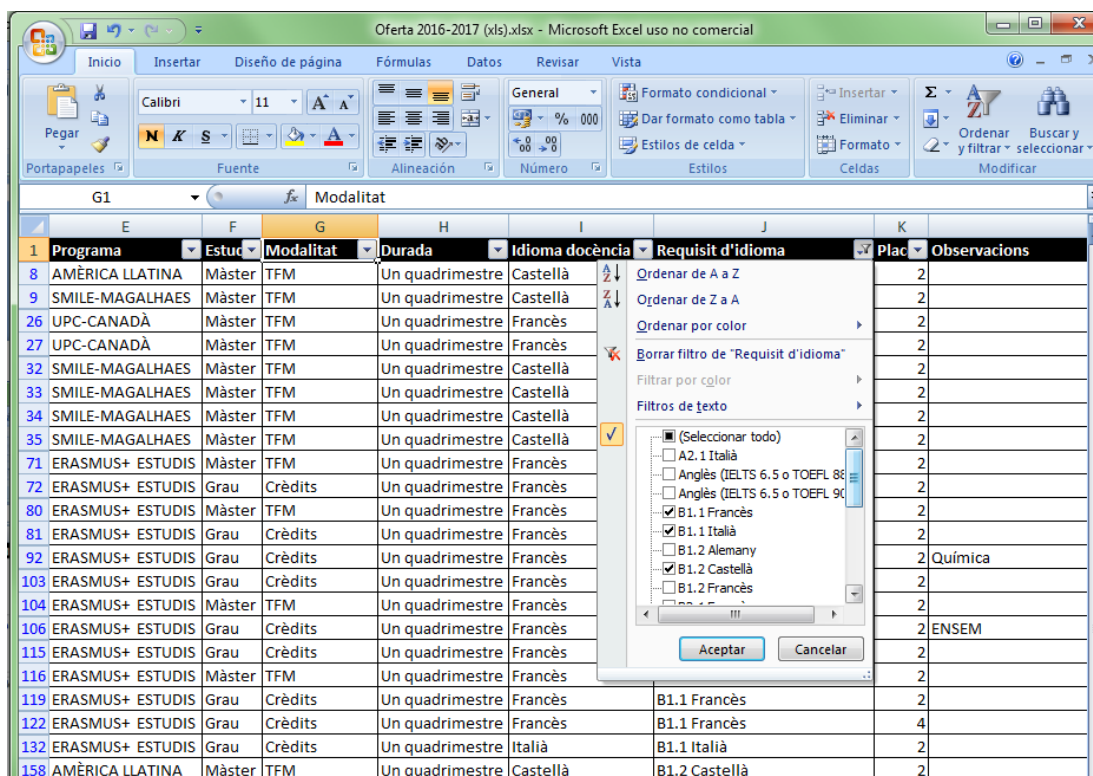 Oferta 2016-2017 (xls).xlsx - Microsoft Excel uso no comercial
Inicio Insertar Diseño de página Fórmulas Datos Revisar Vista
Calibri 11 General Formato condicional Insertar Σ
Pegar N K S A % 000 Dar formato como tabla Eliminar Ordenar y filtrar Buscar y seleccionar
Estilos de celda Formato
Portapapeles Fuente Alineación Número Estilos Celdas Modificar
G1 fx Modalitat
E F G H I J K
1 Programa Estuc Modalitat Durada Idioma docència Requisit d'idioma Plac Observacions
8 AMÈRICA LLATINA Màster TFM Un quadrimestre Castellà 2
9 SMILE-MAGALHAES Màster TFM Un quadrimestre Castellà 2
26 UPC-CANADÀ Màster TFM Un quadrimestre Francès 2
27 UPC-CANADÀ Màster TFM Un quadrimestre Francès 2
32 SMILE-MAGALHAES Màster TFM Un quadrimestre Castellà 2
33 SMILE-MAGALHAES Màster TFM Un quadrimestre Castellà 2
34 SMILE-MAGALHAES Màster TFM Un quadrimestre Castellà 2
35 SMILE-MAGALHAES Màster TFM Un quadrimestre Castellà 2
71 ERASMUS+ ESTUDIS Màster TFM Un quadrimestre Francès 2
72 ERASMUS+ ESTUDIS Grau Crèdits Un quadrimestre Francès 2
80 ERASMUS+ ESTUDIS Màster TFM Un quadrimestre Francès 2
81 ERASMUS+ ESTUDIS Grau Crèdits Un quadrimestre Francès 2
92 ERASMUS+ ESTUDIS Grau Crèdits Un quadrimestre Francès 2 Química
103 ERASMUS+ ESTUDIS Grau Crèdits Un quadrimestre Francès 2
104 ERASMUS+ ESTUDIS Màster TFM Un quadrimestre Francès 2
106 ERASMUS+ ESTUDIS Grau Crèdits Un quadrimestre Francès 2 ENSEM
115 ERASMUS+ ESTUDIS Grau Crèdits Un quadrimestre Francès 2
116 ERASMUS+ ESTUDIS Màster TFM Un quadrimestre Francès 2
119 ERASMUS+ ESTUDIS Grau Crèdits Un quadrimestre Francès B1.1 Francès 2
122 ERASMUS+ ESTUDIS Grau Crèdits Un quadrimestre Francès B1.1 Francès 4
132 ERASMUS+ ESTUDIS Grau Crèdits Un quadrimestre Italià B1.1 Italià 2
158 AMÈRICA LLATINA Màster TFM Un quadrimestre Castellà B1.2 Castellà 2
Ordenar de A a Z
Ordenar de Z a A
Ordenar por color
Borrar filtro de "Requisit d'idioma"
Filtrar por color
Filtros de texto
(Seleccionar todo)
A2.1 Italià
Anglès (IELTS 6.5 o TOEFL 88
Anglès (IELTS 6.5 o TOEFL 90
B1.1 Francès
B1.1 Italià
B1.2 Alemany
B1.2 Castellà
B1.2 Francès
Aceptar Cancelar